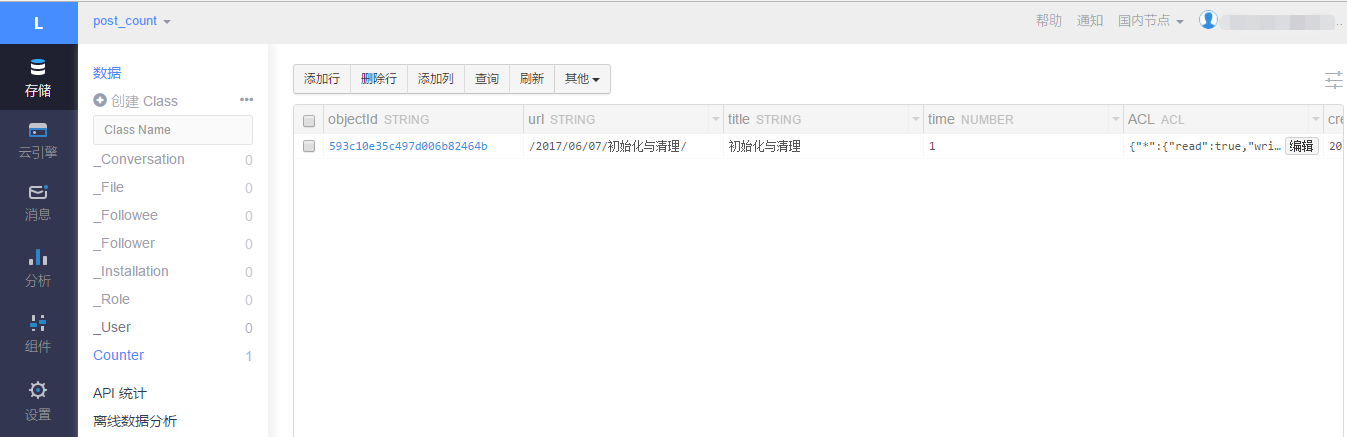 L
post_count
帮助 通知 国内节点
存储
云引擎
消息
分析
组件
设置
数据
创建 Class
Class Name
_Conversation 0
_File 0
_Followee 0
_Follower 0
_Installation 0
_Role 0
_User 0
Counter 1
API 统计
离线数据分析
添加行 删除行 添加列 查询 刷新 其他
objectId STRING url STRING title STRING time NUMBER ACL ACL cre
593c10e35c497d006b82464b /2017/06/07/初始化与清理/ 初始化与清理 1 {"*":{"read":true,"wri… 编辑 20